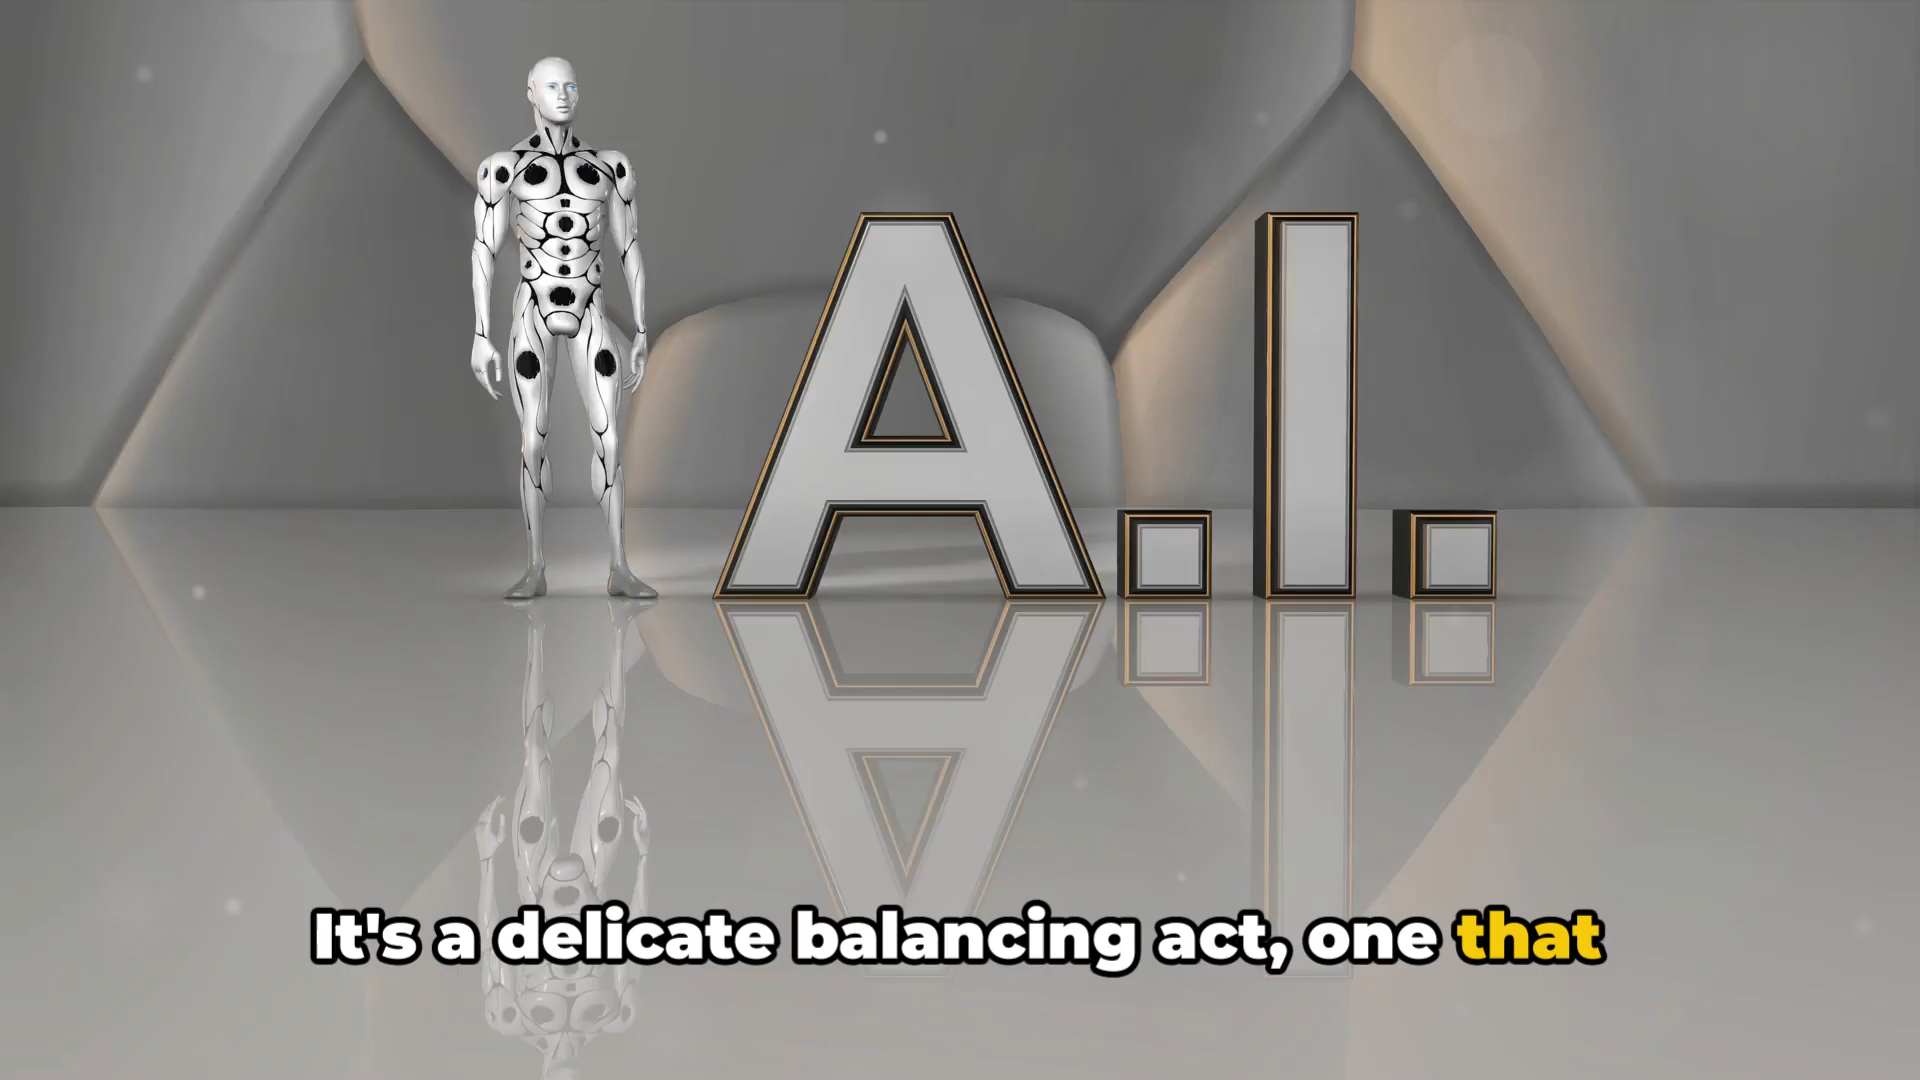 A.I.
It's a delicate balancing act, one that